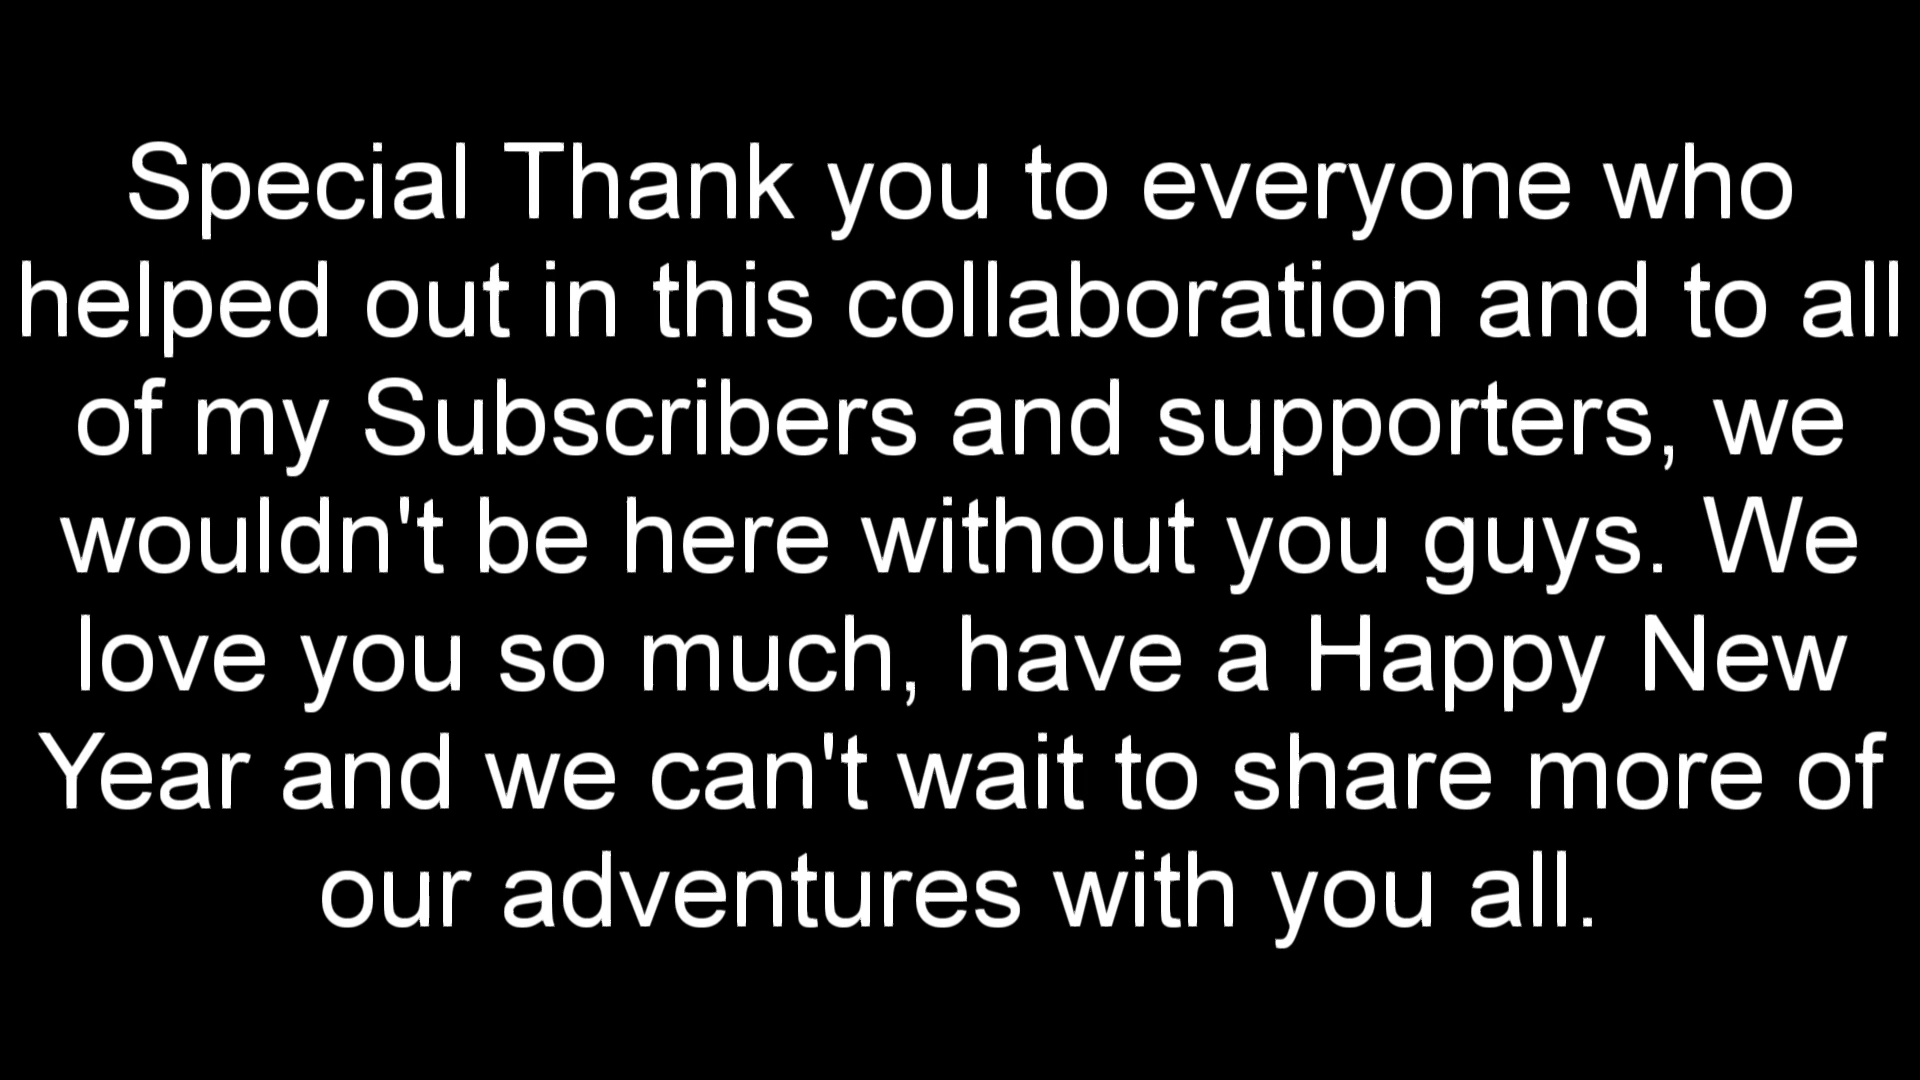 Special Thank you to everyone who
helped out in this collaboration and to all
of my Subscribers and supporters, we
wouldn't be here without you guys. We
love you so much, have a Happy New
Year and we can't wait to share more of
our adventures with you all.